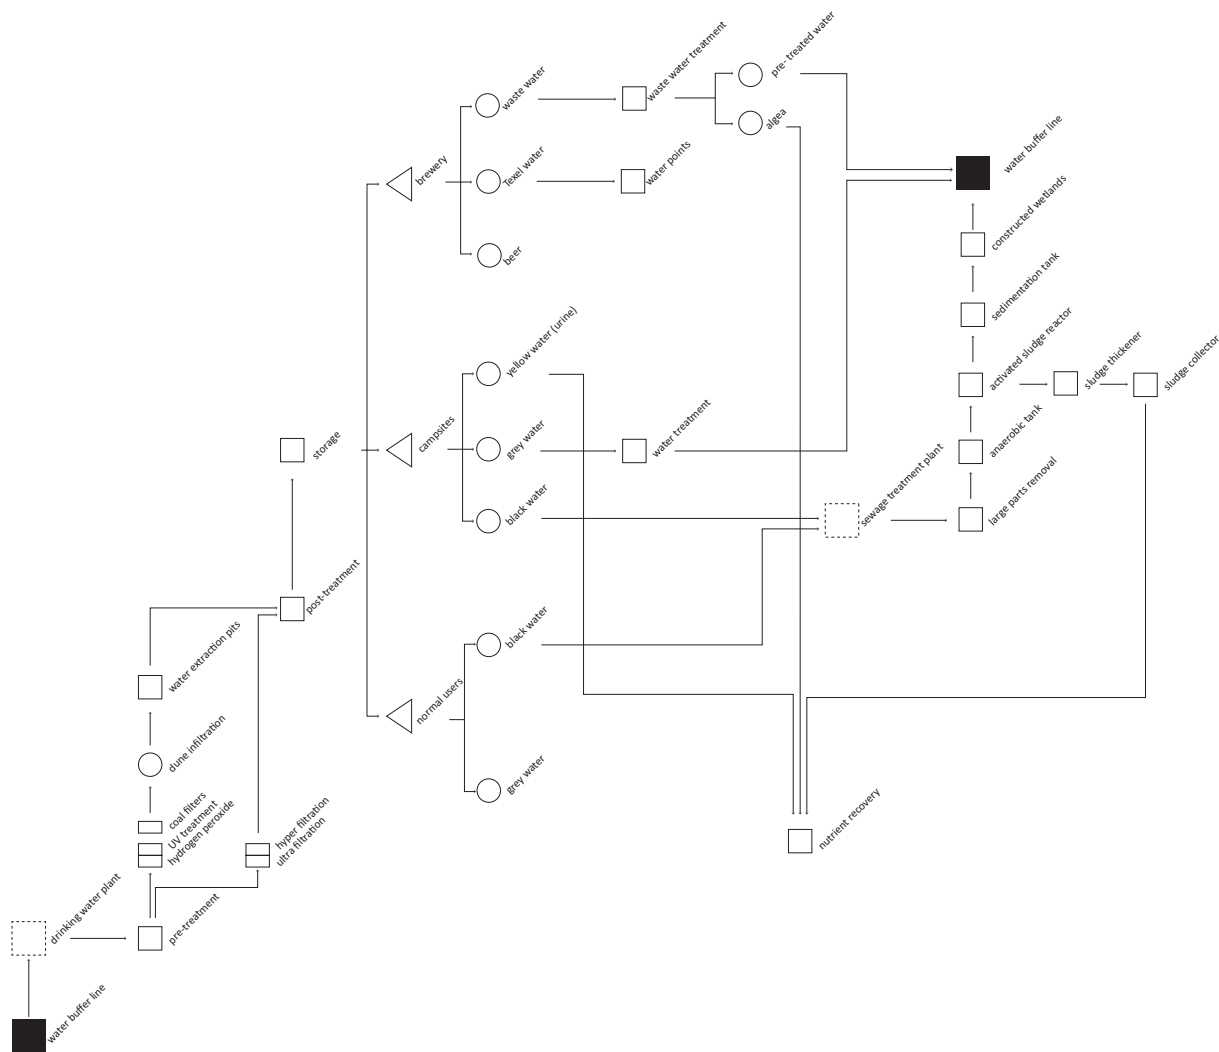 pre- treated water
waste water treatment
waste water
algea
water buffer line
Texel water
water points
brewery
constructed wetlands
beer
sedimentation tank
yellow water (urine)
activated sludge reactor
sludge thickener
sludge collector
campsites
grey water
water treatment
anaerobic tank
storage
black water
sewage treatment plant
large parts removal
post-treatment
black water
water extraction pits
normal users
dune infiltration
grey water
coal filters
UV treatment
hydrogen peroxide
hyper filtration
ultra filtration
nutrient recovery
drinking water plant
pre-treatment
water buffer line